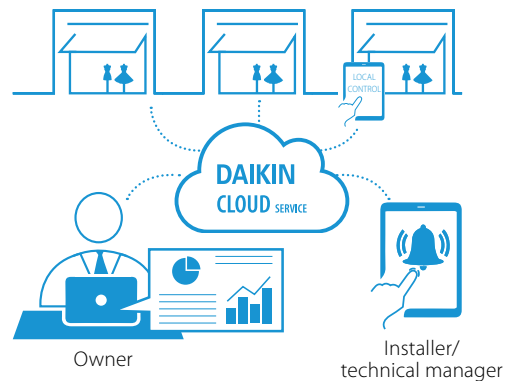 LOCAL
CONTROL
DAIKIN
CLOUD SERVICE
Owner
Installer/
technical manager